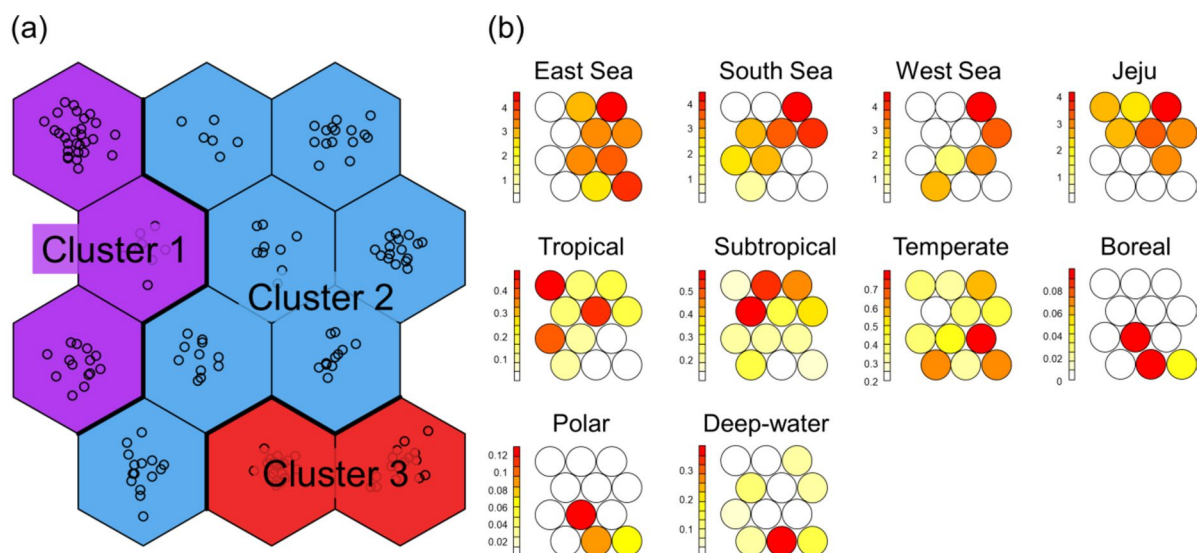 (a)
Cluster 1
Cluster 2
Cluster 3
(b)
East Sea
4
3
2
1
South Sea
4
3
2
1
West Sea
4
3
2
1
Jeju
4
3
2
1
Tropical
0.4
0.3
0.2
0.1
Subtropical
0.5
0.4
0.3
0.2
Temperate
0.7
0.6
0.5
0.4
0.3
0.2
Boreal
0.08
0.06
0.04
0.02
0
Polar
0.12
0.08
0.06
0.04
0.02
Deep-water
0.3
0.2
0.1